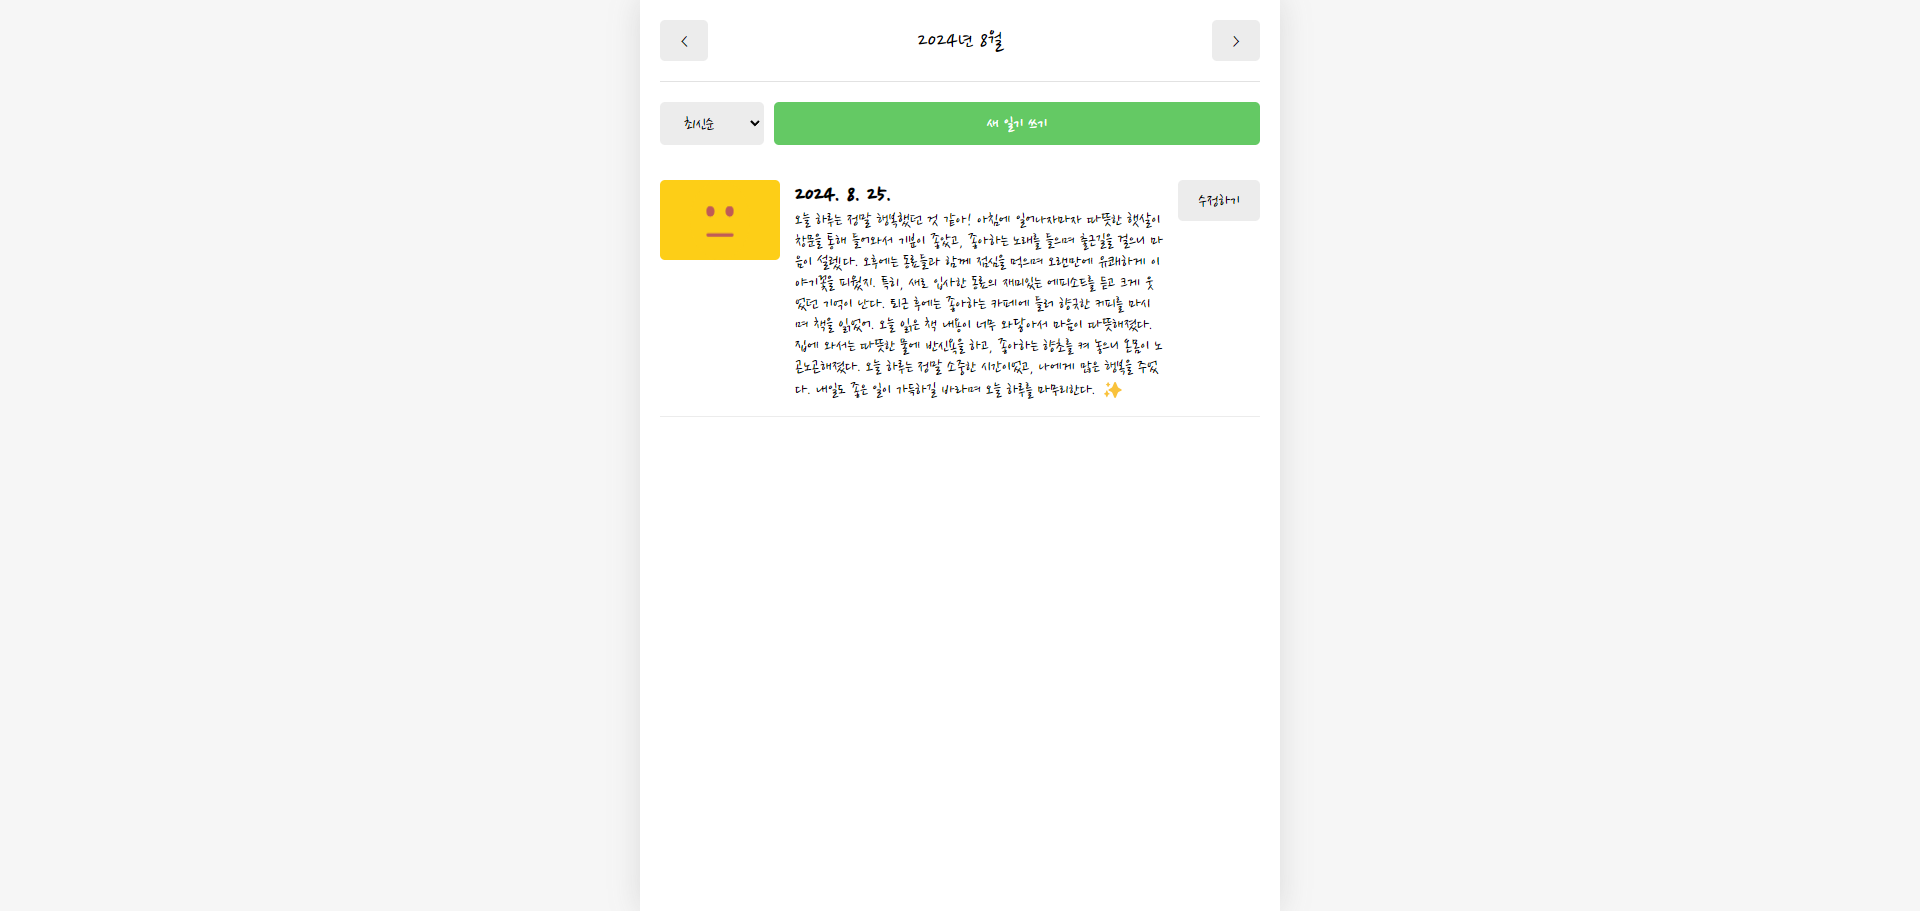 <
2024년 8월
>
최신순
새 일기 쓰기
2024. 8. 25.
수정하기
오늘 하루는 정말 행복했던 것 같아! 아침에 일어나자마자 따뜻한 햇살이
창문을 통해 들어와서 기분이 좋았고, 좋아하는 노래를 들으며 출근길을 걸으니 마
음이 설렜다. 오후에는 동료들과 함께 점심을 먹으며 오랜만에 유쾌하게 이
야기꽃을 피웠지. 특히, 새로 입사한 동료의 재미있는 에피소드를 듣고 크게 웃
었던 기억이 난다. 퇴근 후에는 좋아하는 카페에 들러 향긋한 커피를 마시
며 책을 읽었어. 오늘 읽은 책 내용이 너무 와닿아서 마음이 따뜻해졌다.
집에 와서는 따뜻한 물에 반신욕을 하고, 좋아하는 향초를 켜 놓으니 온몸이 노
곤노곤해졌다. 오늘 하루는 정말 소중한 시간이었고, 나에게 많은 행복을 주었
다. 내일도 좋은 일이 가득하길 바라며 오늘 하루를 마무리한다. ✨